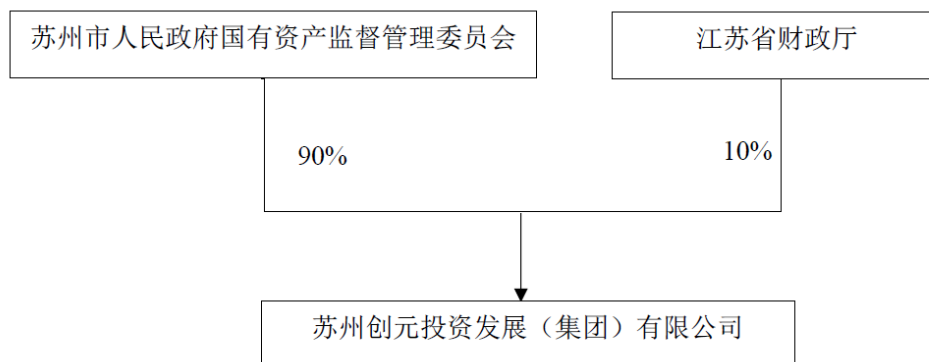 苏州市人民政府国有资产监督管理委员会
江苏省财政厅
90%
10%
苏州创元投资发展（集团）有限公司